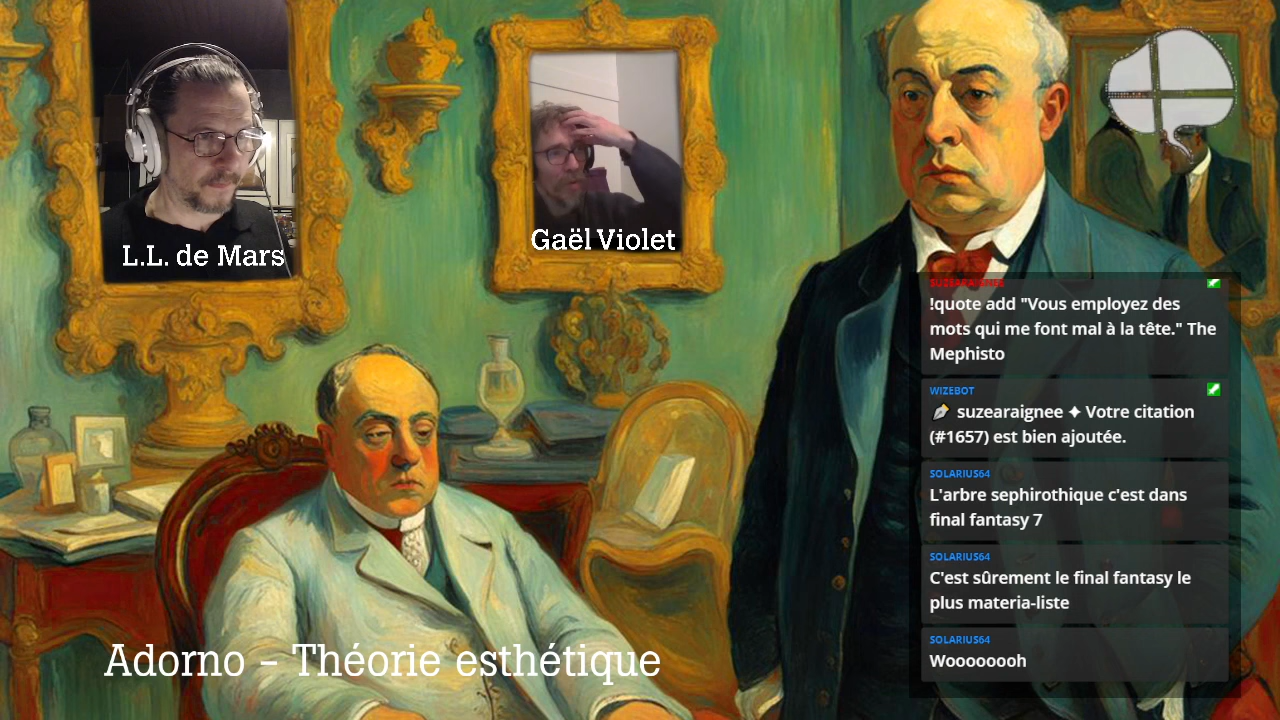 L.L. de Mars
Gaël Violet
SUZEARAIGNEE
!quote add "Vous employez des
mots qui me font mal à la tête." The
Mephisto
WIZEBOT
suzearaignee ✦ Votre citation
(#1657) est bien ajoutée.
SOLARIUS64
L'arbre sephirothique c'est dans
final fantasy 7
SOLARIUS64
C'est sûrement le final fantasy le
plus materia-liste
SOLARIUS64
Woooooooh
Adorno – Théorie esthétique